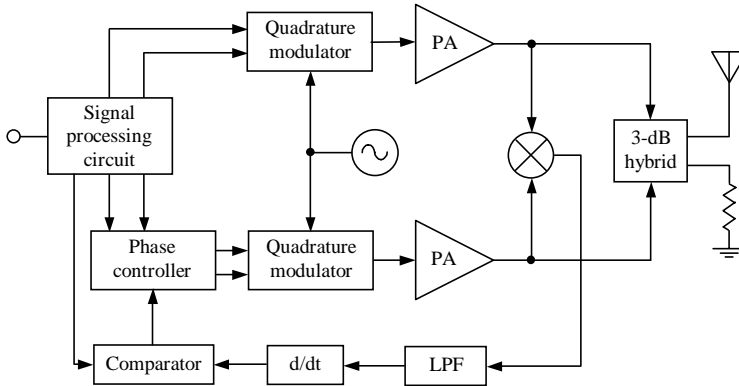 Quadrature
modulator
PA
Signal
processing
circuit
3-dB
hybrid
Phase
controller
Quadrature
modulator
PA
Comparator
d/dt
LPF